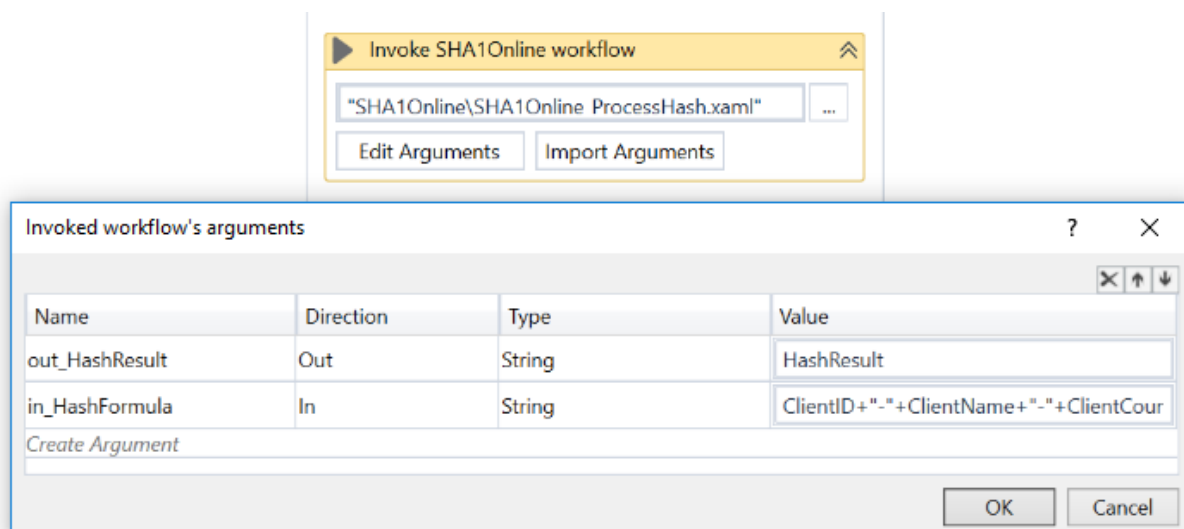 Invoke SHA1Online workflow
"SHA1Online\SHA1Online_ProcessHash.xaml" ...
Edit Arguments Import Arguments
Invoked workflow's arguments ?
Name Direction Type Value
out_HashResult Out String HashResult
in_HashFormula In String ClientID+"-"+ClientName+"-"+ClientCour
Create Argument
OK Cancel